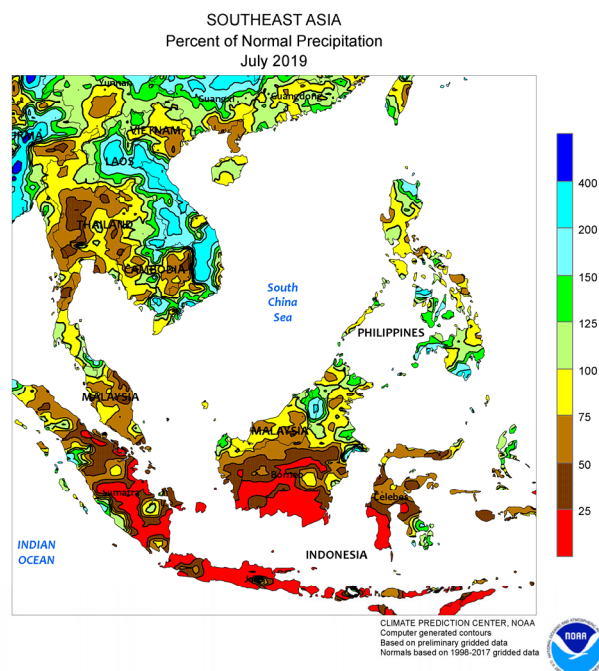 SOUTHEAST ASIA
Percent of Normal Precipitation
July 2019
Yunnan
Guangxi
Guangdong
VIETNAM
LAOS
THAILAND
CAMBODIA
South
China
Sea
PHILIPPINES
MALAYSIA
MALAYSIA
Borneo
Sumatra
Celebes
INDIAN
OCEAN
INDONESIA
Java
400
200
150
125
100
75
50
25
CLIMATE PREDICTION CENTER, NOAA
Computer generated contours
Based on preliminary gridded data
Normals based on 1998-2017 gridded data
NOAA